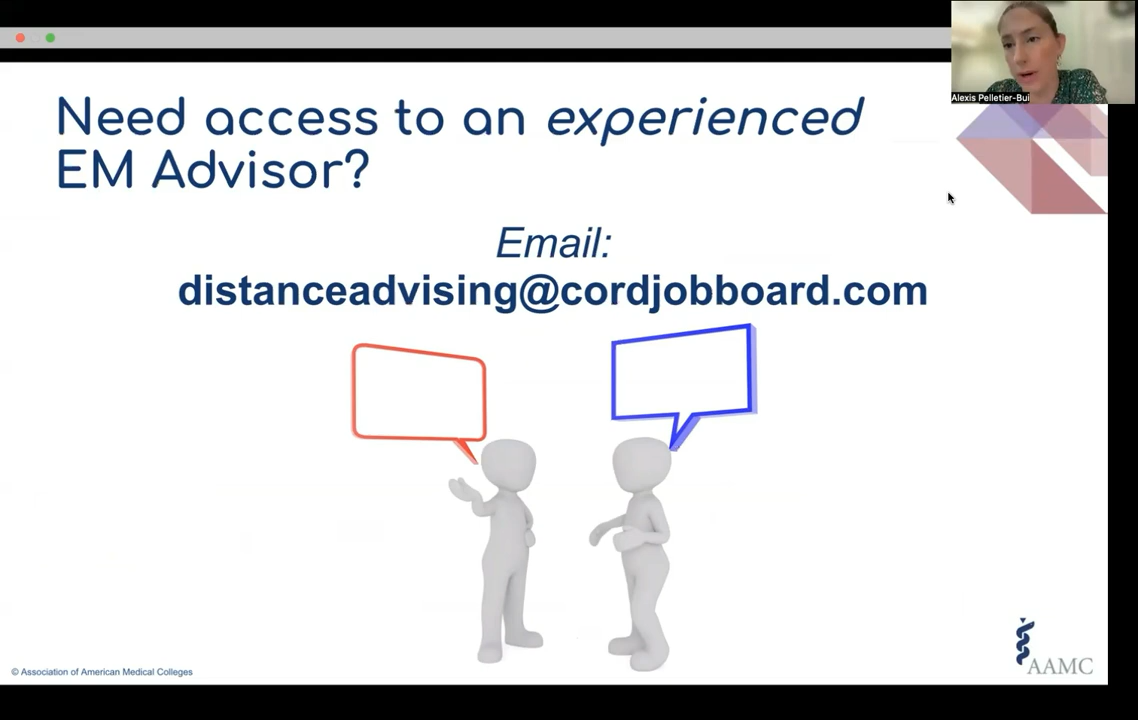 Alexis Pelletier-Bui
Need access to an experienced
EM Advisor?
Email:
distanceadvising@cordjobboard.com
© Association of American Medical Colleges
AAMC